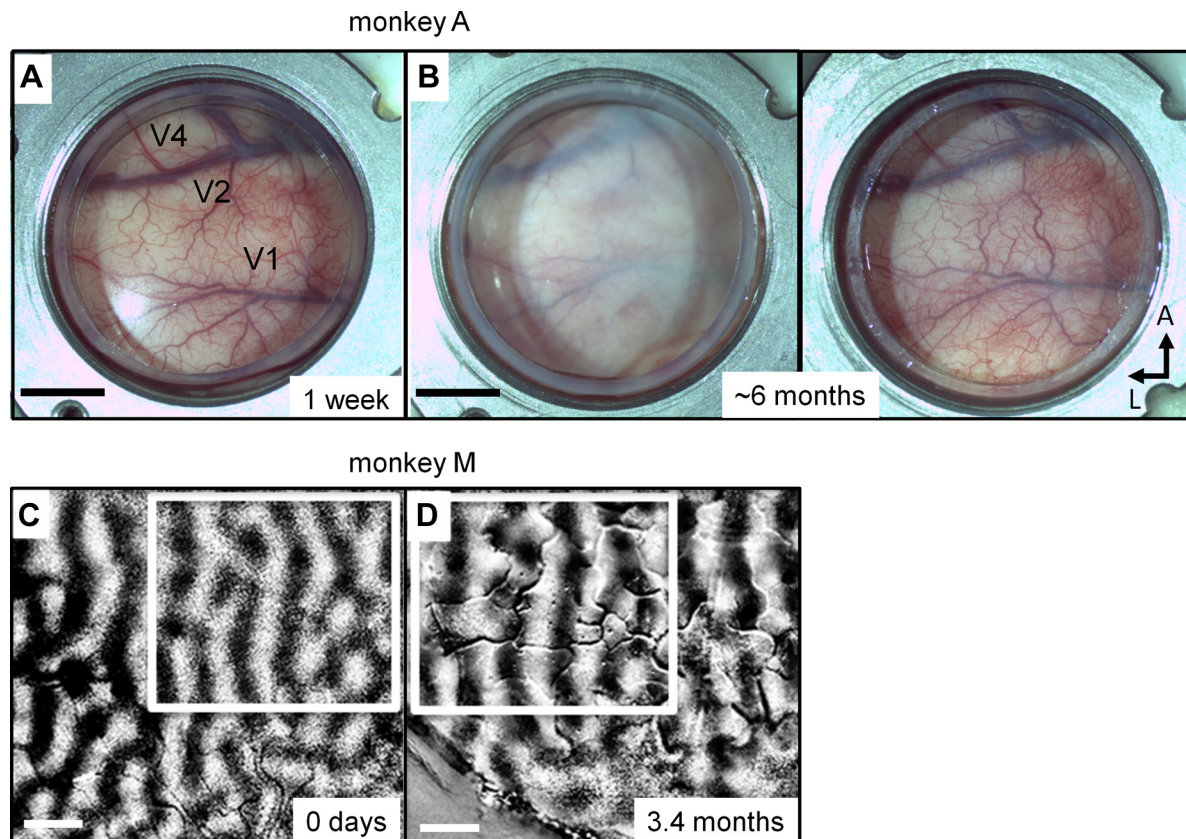 monkey A
A
B
V4
V2
V1
1 week
~6 months
A
L
monkey M
C
D
0 days
3.4 months